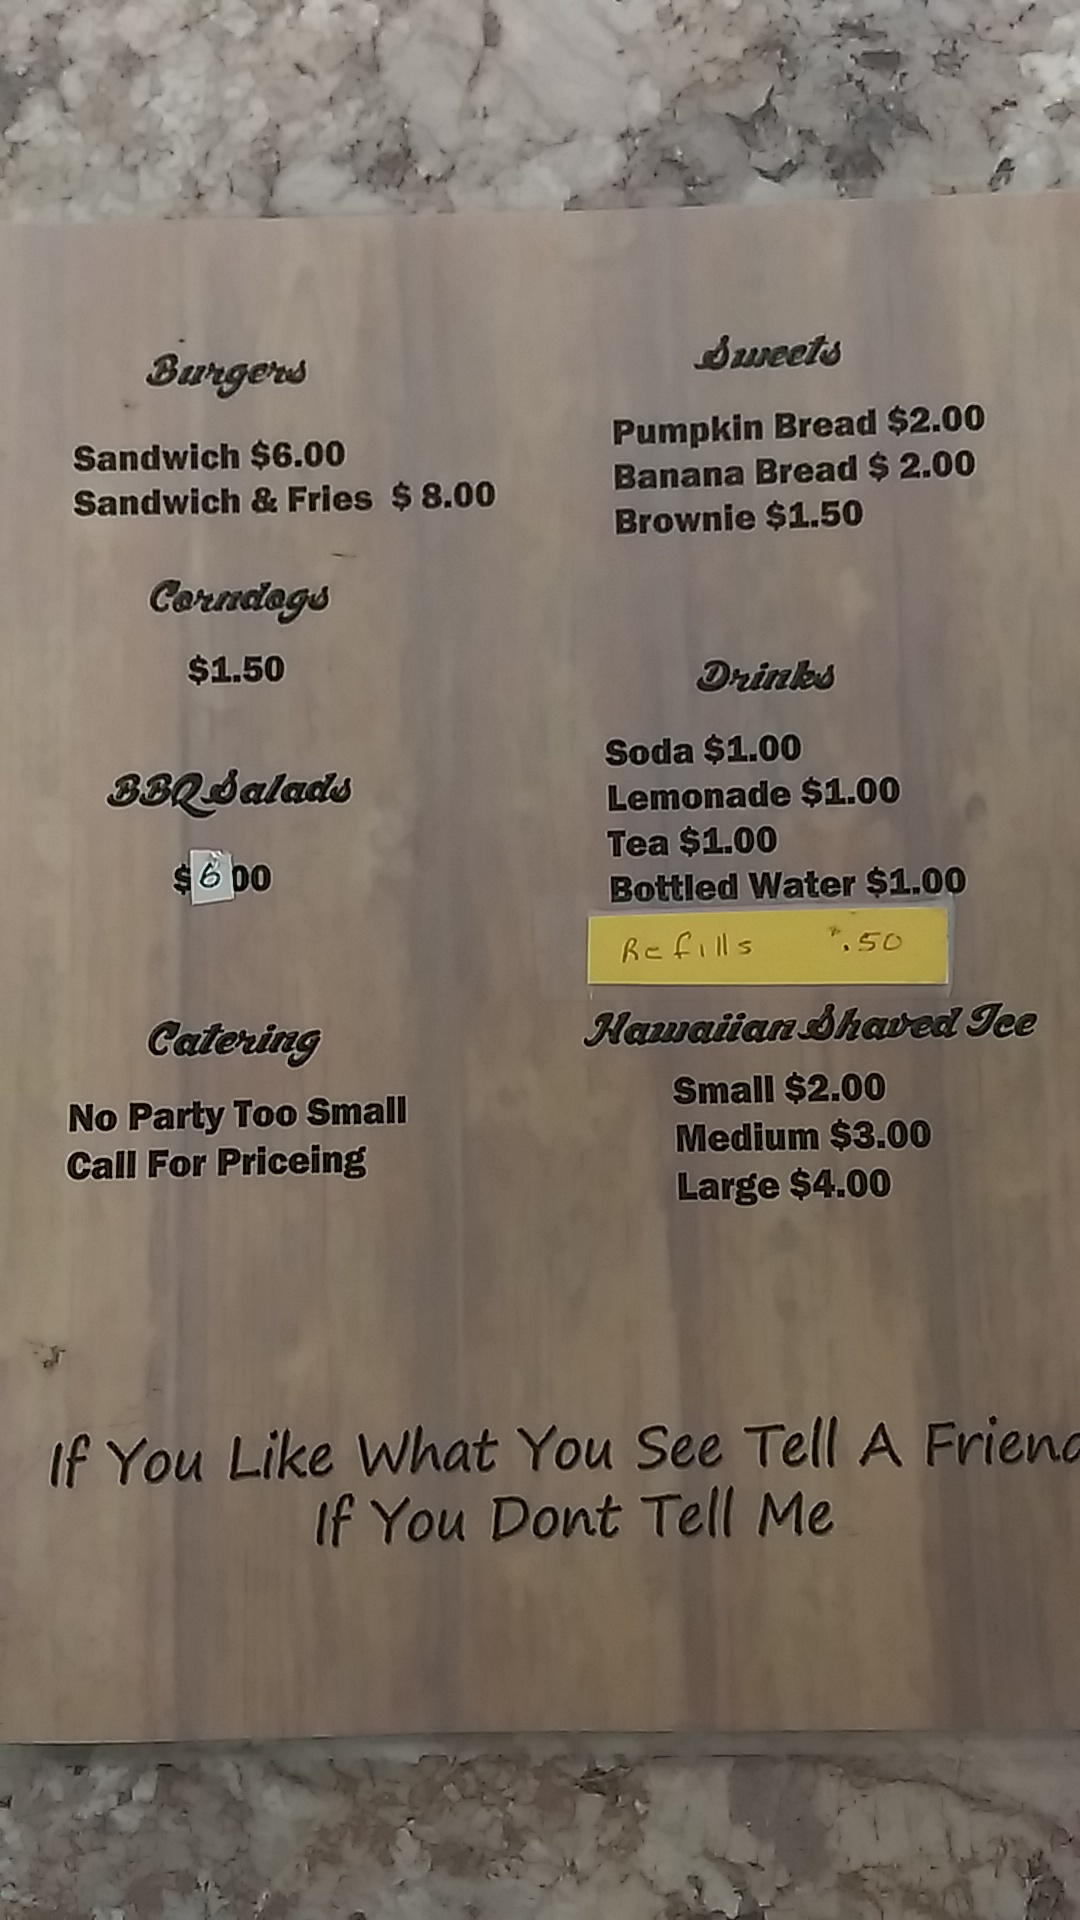 Burgers
Sandwich $6.00
Sandwich & Fries $ 8.00
Corndogs
$1.50
BBQ Salads
$6.00
Catering
No Party Too Small
Call For Priceing
Sweets
Pumpkin Bread $2.00
Banana Bread $ 2.00
Brownie $1.50
Drinks
Soda $1.00
Lemonade $1.00
Tea $1.00
Bottled Water $1.00
Refills .50
Hawaiian Shaved Ice
Small $2.00
Medium $3.00
Large $4.00
If You Like What You See Tell A Friend
If You Dont Tell Me